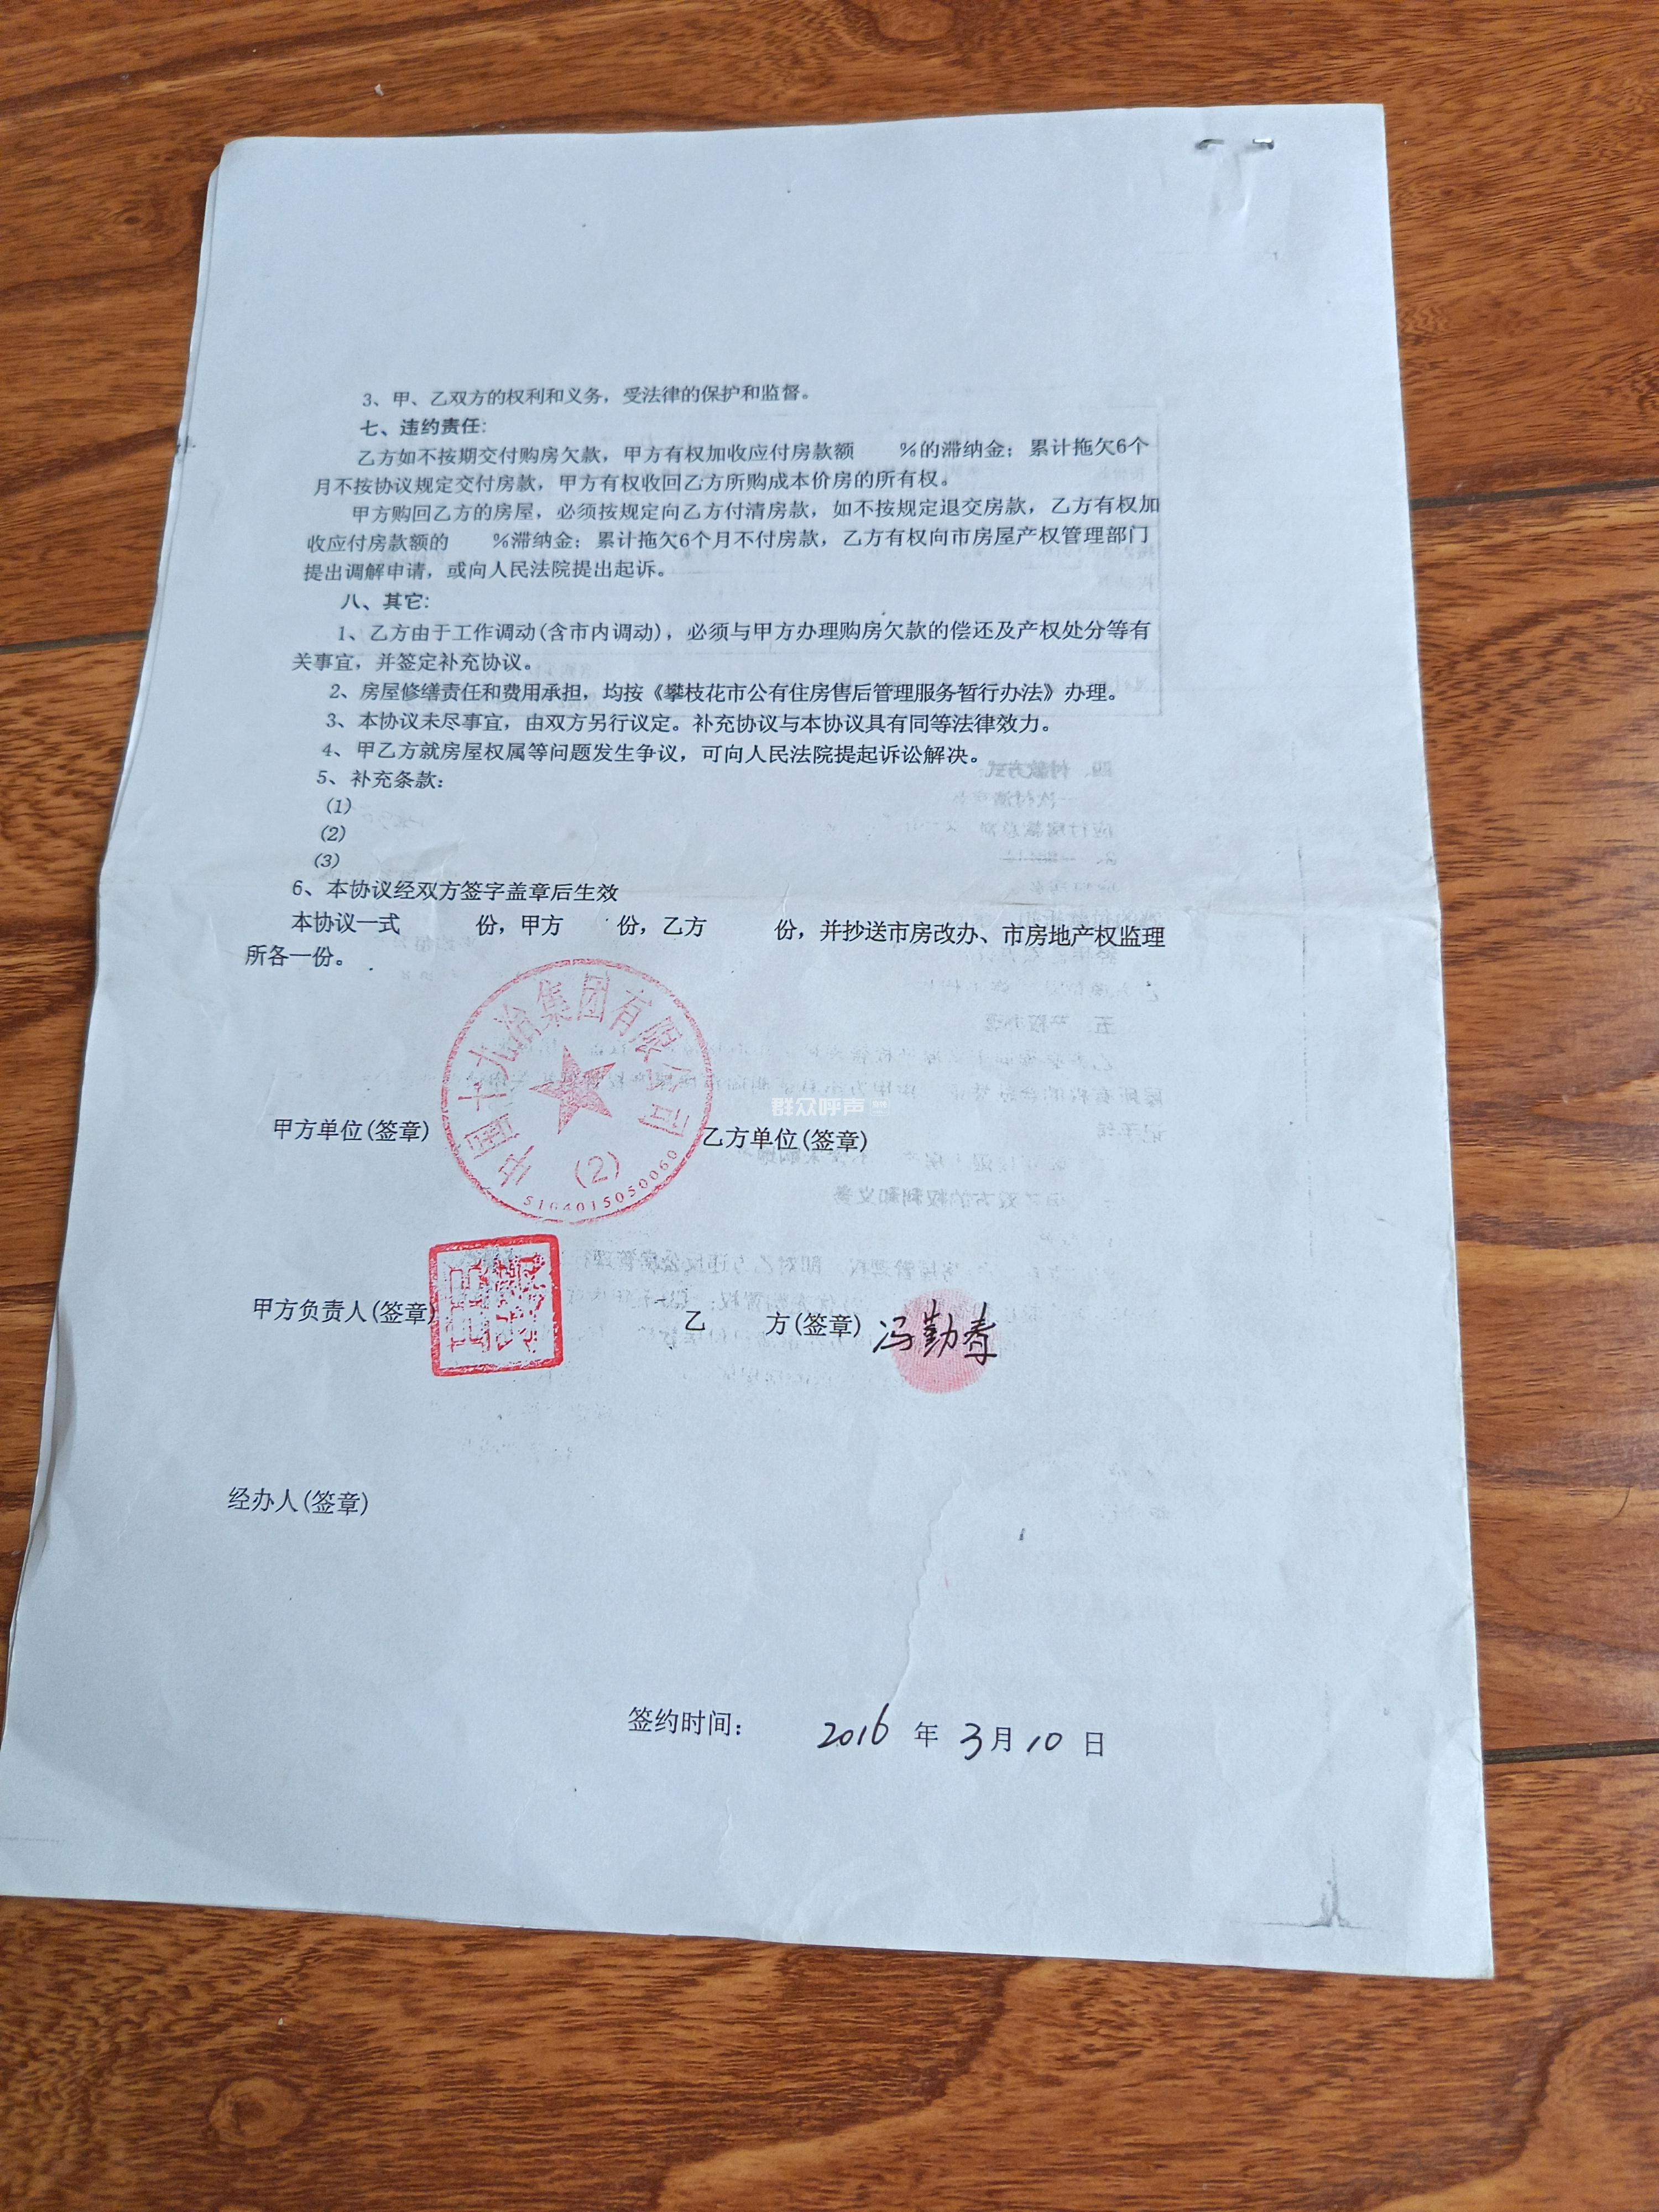 3、甲、乙双方的权利和义务，受法律的保护和监督。
七、违约责任:
乙方如不按期交付购房欠款，甲方有权加收应付房款额 %的滞纳金；累计拖欠6个
月不按协议规定交付房款，甲方有权收回乙方所购成本价房的所有权。
甲方购回乙方的房屋，必须按规定向乙方付清房款，如不按规定退交房款，乙方有权加
收应付房款额的 %滞纳金；累计拖欠6个月不付房款，乙方有权向市房屋产权管理部门
提出调解申请，或向人民法院提出起诉。
八、其它:
1、乙方由于工作调动(含市内调动)，必须与甲方办理购房欠款的偿还及产权处分等有
关事宜，并签定补充协议。
2、房屋修缮责任和费用承担，均按《攀枝花市公有住房售后管理服务暂行办法》办理。
3、本协议未尽事宜，由双方另行议定。补充协议与本协议具有同等法律效力。
4、甲乙方就房屋权属等问题发生争议，可向人民法院提起诉讼解决。
5、补充条款:
(1)
(2)
(3)
6、本协议经双方签字盖章后生效
本协议一式 份，甲方 份，乙方 份，并抄送市房改办、市房地产权监理
所各一份。
中国十九冶集团有限公司
(2)
5104015050060
群众呼声
甲方单位(签章) 乙方单位(签章)
甲方负责人(签章) 乙 方(签章) 冯勤孝
经办人(签章)
签约时间: 2016 年 3月 10 日